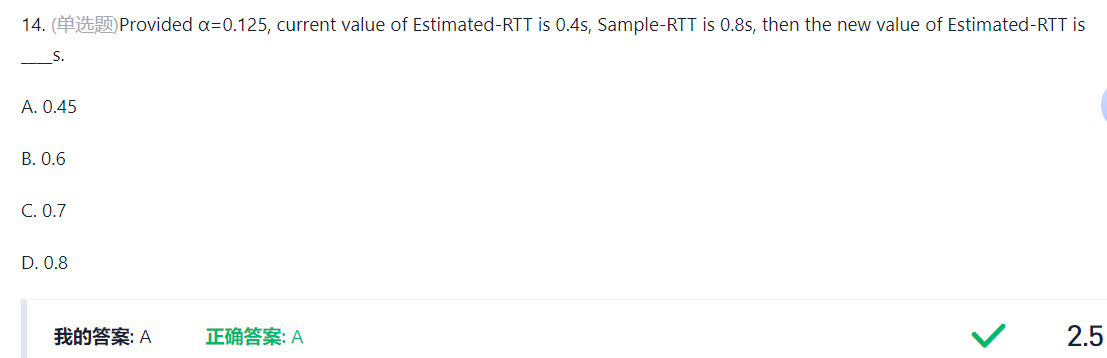 14. (单选题)Provided α=0.125, current value of Estimated-RTT is 0.4s, Sample-RTT is 0.8s, then the new value of Estimated-RTT is
____s.
A. 0.45
B. 0.6
C. 0.7
D. 0.8
我的答案: A 正确答案: A 2.5